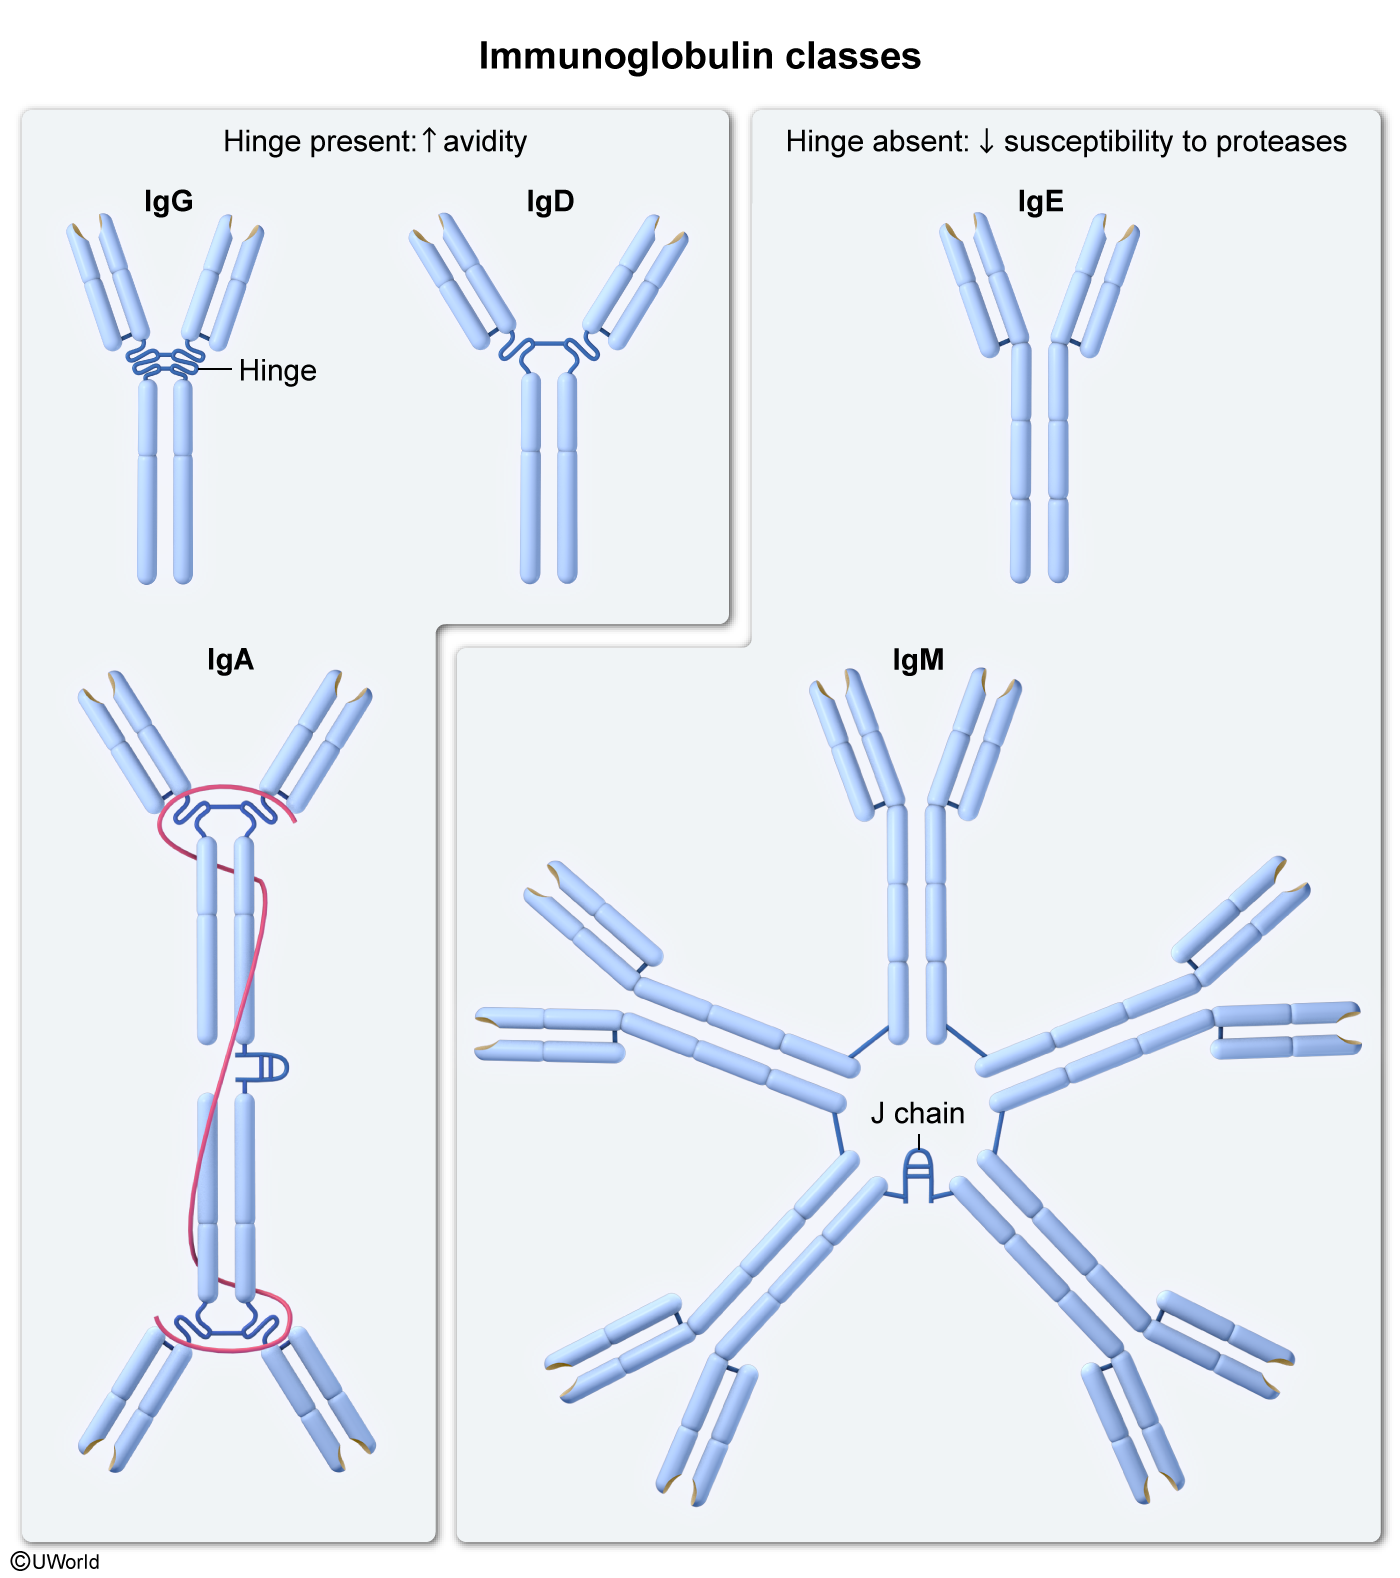 Immunoglobulin classes
Hinge present: ↑ avidity
IgG
IgD
Hinge
IgA
Hinge absent: ↓ susceptibility to proteases
IgE
IgM
J chain
©UWorld